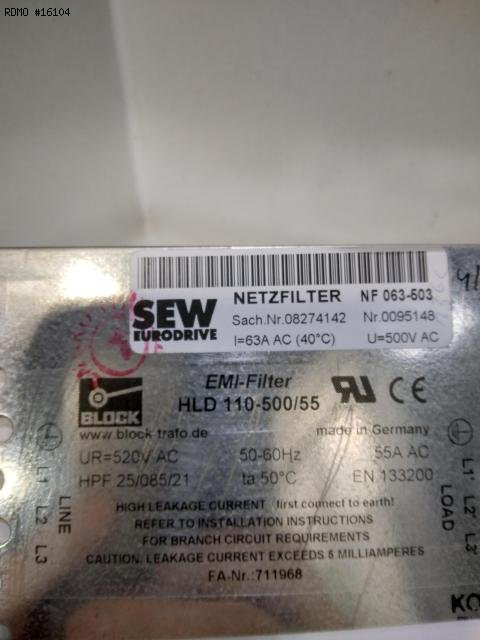 RDMO #16104
SEW EURODRIVE
NETZFILTER NF 063-503
Sach.Nr.08274142 Nr.0095148
I=63A AC (40°C) U=500V AC
BLOCK
EMI-Filter
HLD 110-500/55
www.block-trafo.de made in Germany
UR=520V AC 50-60Hz 55A AC
HPF 25/085/21 ta 50°C EN 133200
HIGH LEAKAGE CURRENT first connect to earth!
REFER TO INSTALLATION INSTRUCTIONS
FOR BRANCH CIRCUIT REQUIREMENTS
CAUTION: LEAKAGE CURRENT EXCEEDS 5 MILLIAMPERES
FA-Nr.:711968
L1
L2
L3
LINE
L1'
L2'
L3'
LOAD